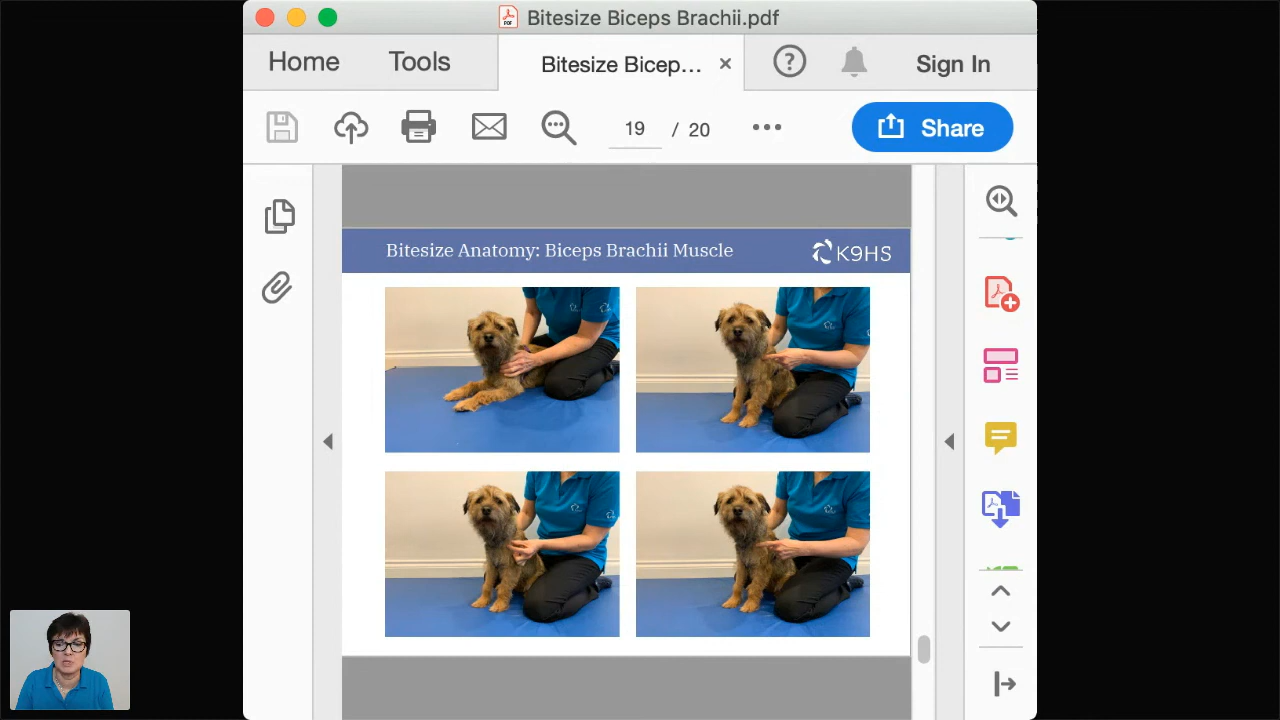 Bitesize Biceps Brachii.pdf
Home
Tools
Bitesize Bicep...
Sign In
19 / 20
Share
Bitesize Anatomy: Biceps Brachii Muscle
K9HS